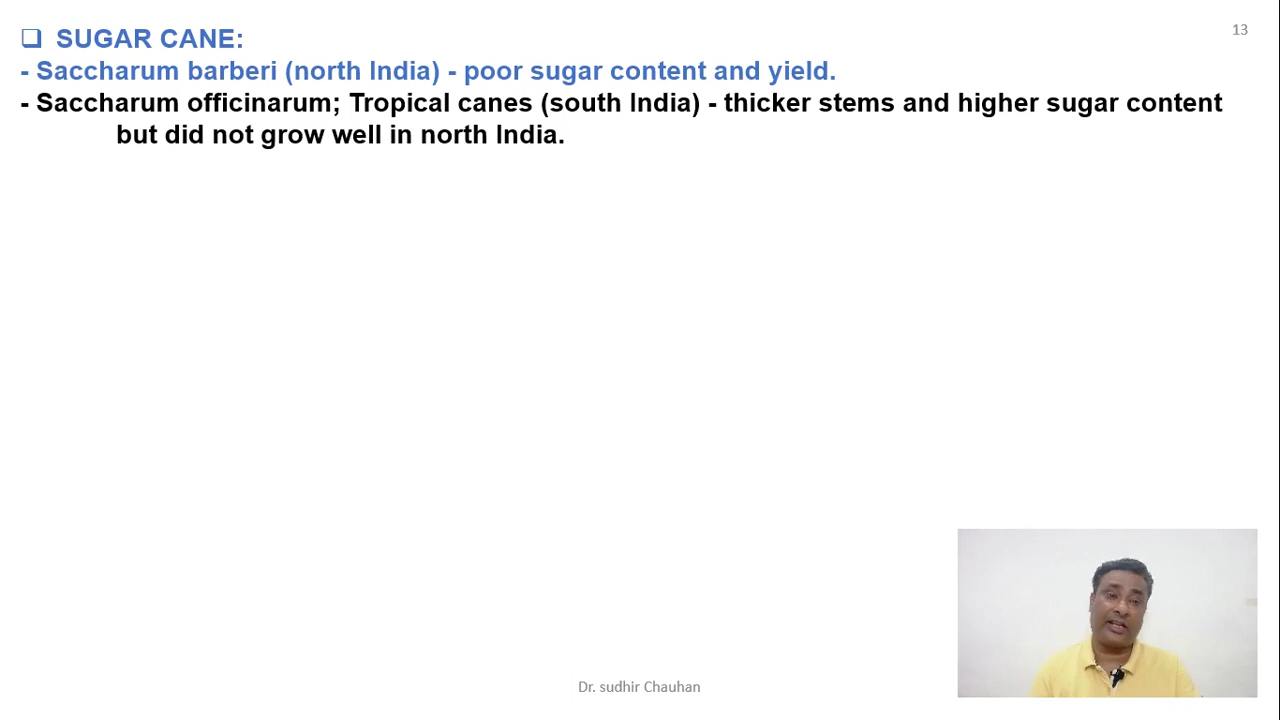 ❑ SUGAR CANE:
13
- Saccharum barberi (north India) - poor sugar content and yield.
- Saccharum officinarum; Tropical canes (south India) - thicker stems and higher sugar content
but did not grow well in north India.
Dr. sudhir Chauhan